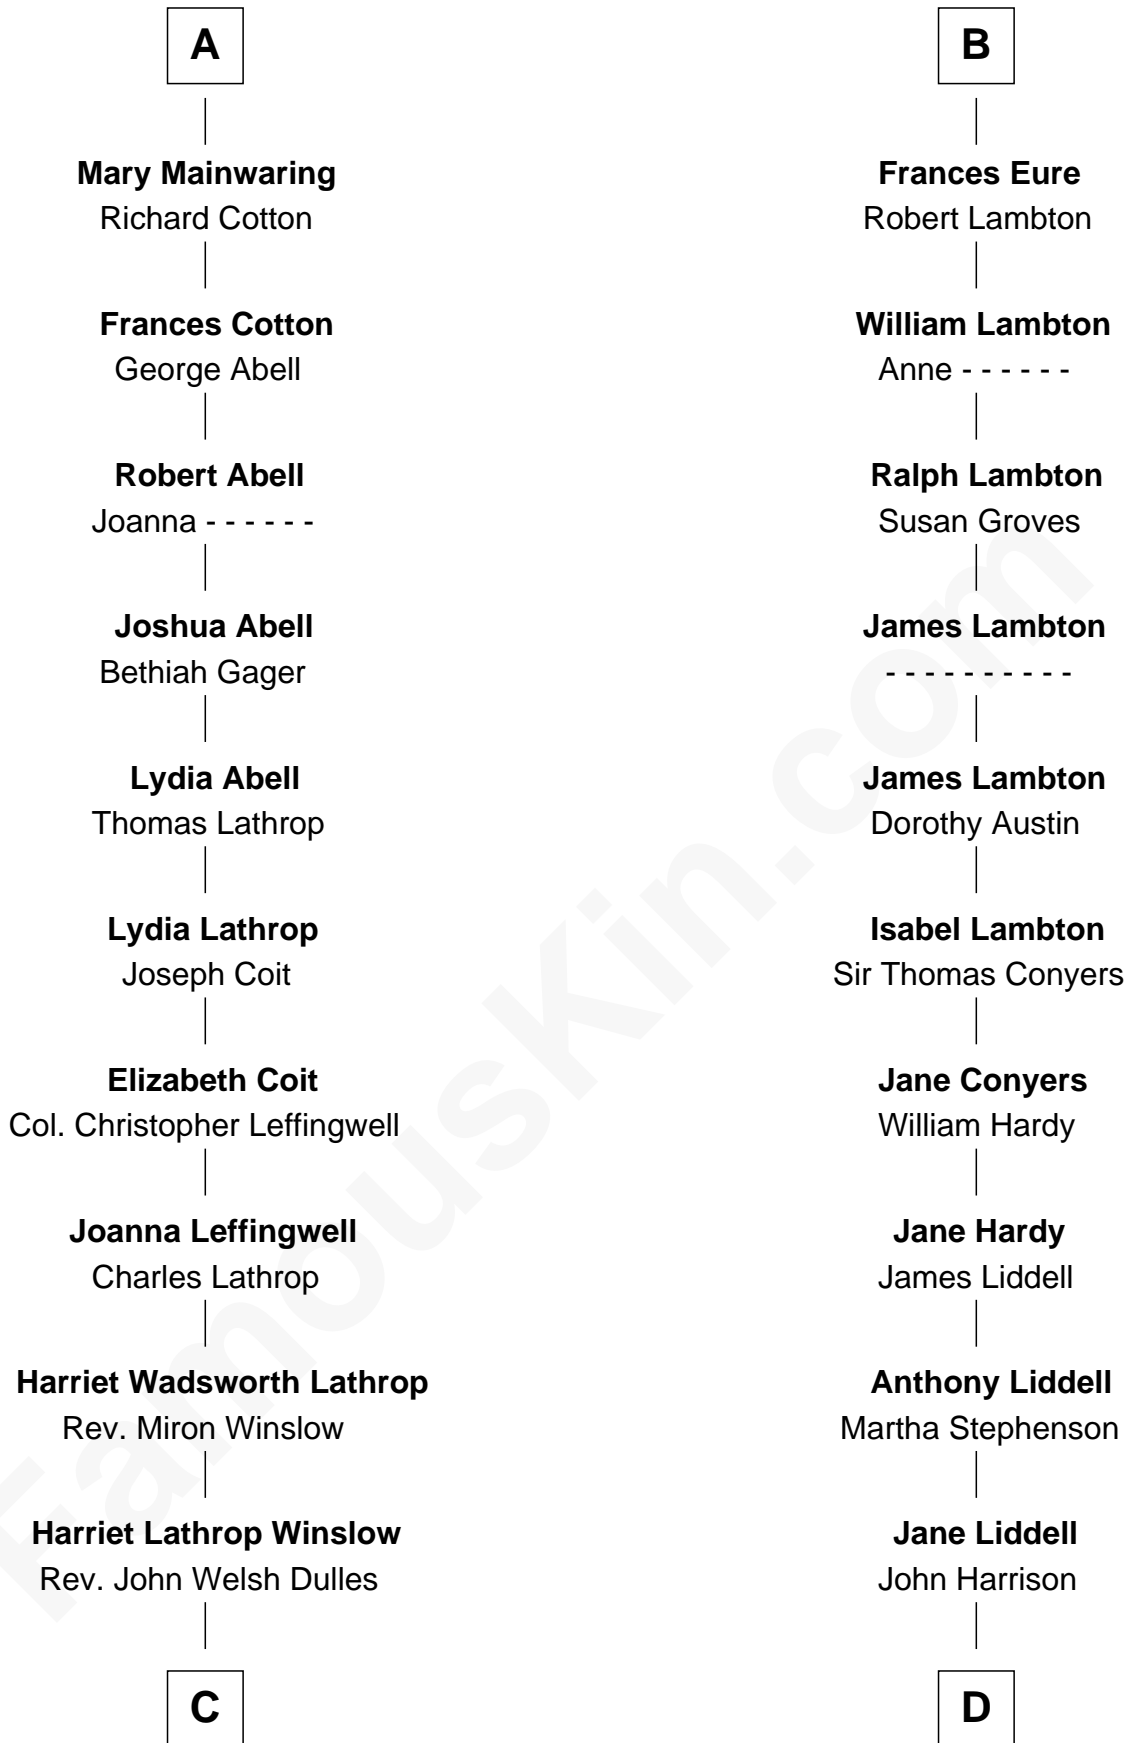 A
Mary Mainwaring
Richard Cotton
Frances Cotton
George Abell
Robert Abell
Joanna - - - - - -
Joshua Abell
Bethiah Gager
Lydia Abell
Thomas Lathrop
Lydia Lathrop
Joseph Coit
Elizabeth Coit
Col. Christopher Leffingwell
Joanna Leffingwell
Charles Lathrop
Harriet Wadsworth Lathrop
Rev. Miron Winslow
Harriet Lathrop Winslow
Rev. John Welsh Dulles
C
B
Frances Eure
Robert Lambton
William Lambton
Anne - - - - - -
Ralph Lambton
Susan Groves
James Lambton
- - - - - - - - - -
James Lambton
Dorothy Austin
Isabel Lambton
Sir Thomas Conyers
Jane Conyers
William Hardy
Jane Hardy
James Liddell
Anthony Liddell
Martha Stephenson
Jane Liddell
John Harrison
D
FamousKin.com